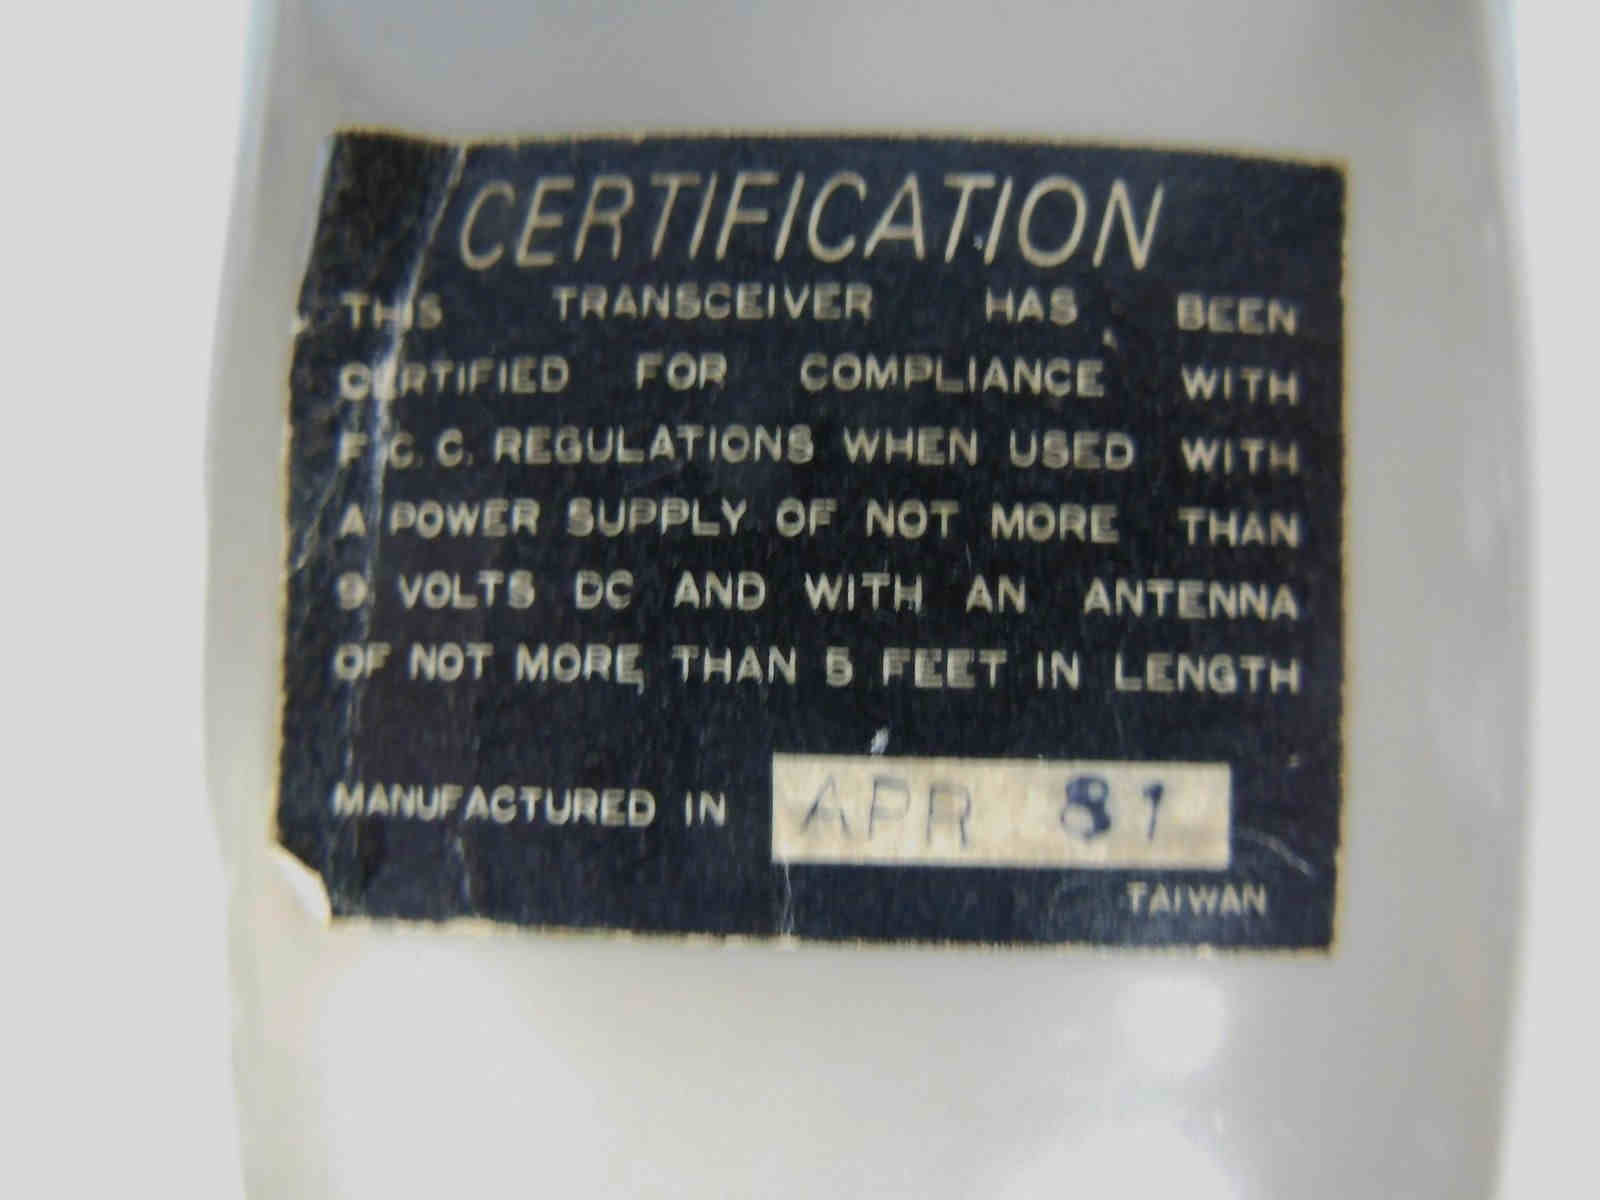 CERTIFICATION
THIS TRANSCEIVER HAS BEEN
CERTIFIED FOR COMPLIANCE WITH
F.C.C. REGULATIONS WHEN USED WITH
A POWER SUPPLY OF NOT MORE THAN
9 VOLTS DC AND WITH AN ANTENNA
OF NOT MORE THAN 5 FEET IN LENGTH
MANUFACTURED IN APR 81
TAIWAN